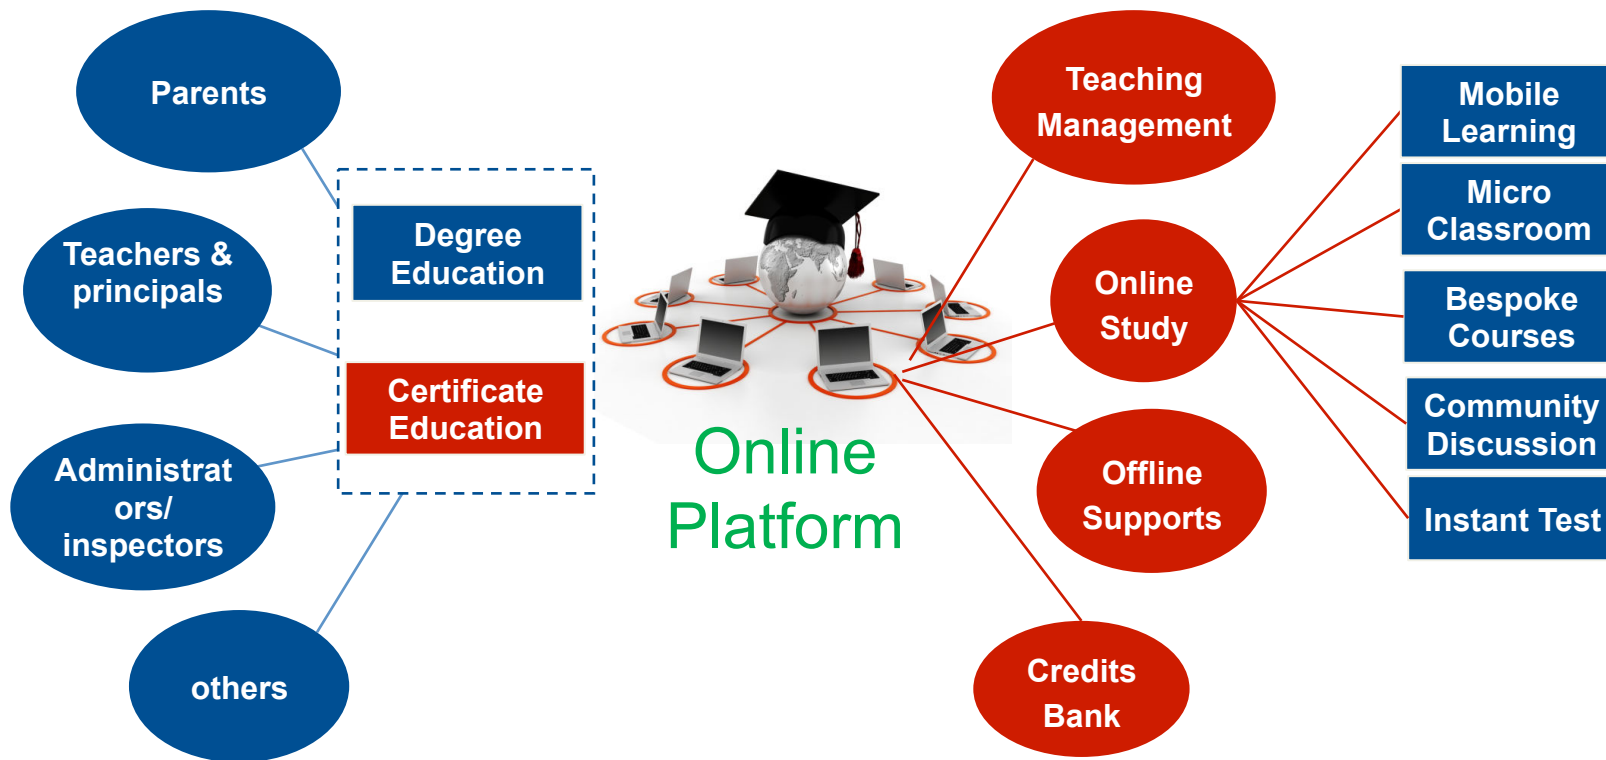 Parents
Teachers &
principals
Administrat
ors/
inspectors
others
Degree
Education
Certificate
Education
Online
Platform
Teaching
Management
Online
Study
Offline
Supports
Credits
Bank
Mobile
Learning
Micro
Classroom
Bespoke
Courses
Community
Discussion
Instant Test